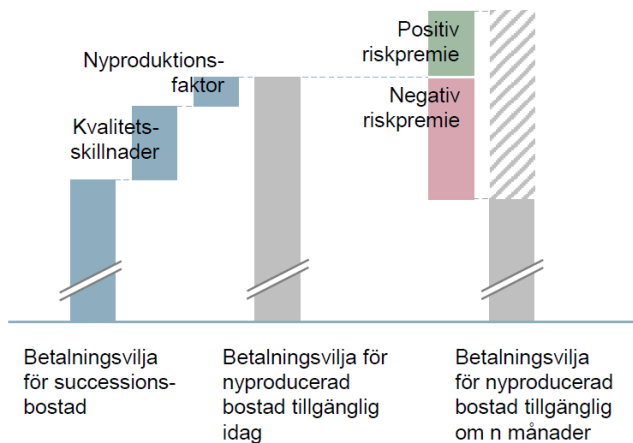 Positiv
riskpremie
Nyproduktions-
faktor
Negativ
riskpremie
Kvalitets-
skillnader
Betalningsvilja
för successions-
bostad
Betalningsvilja för
nyproducerad
bostad tillgänglig
idag
Betalningsvilja
för nyproducerad
bostad tillgänglig
om n månader